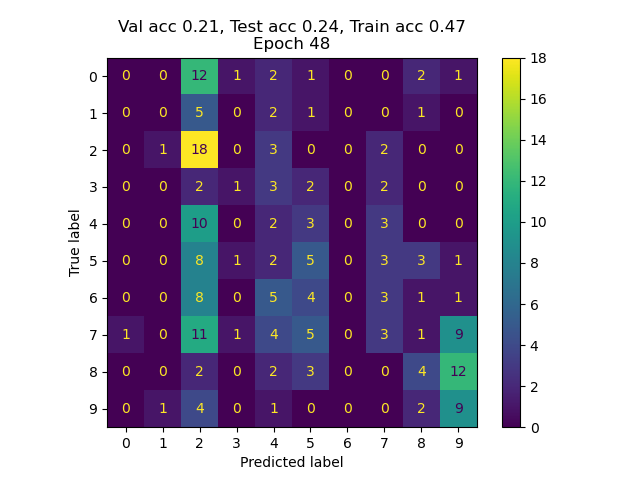 Val acc 0.21, Test acc 0.24, Train acc 0.47
Epoch 48
True label
0 0 0 12 1 2 1 0 0 2 1
1 0 0 5 0 2 1 0 0 1 0
2 0 1 18 0 3 0 0 2 0 0
3 0 0 2 1 3 2 0 2 0 0
4 0 0 10 0 2 3 0 3 0 0
5 0 0 8 1 2 5 0 3 3 1
6 0 0 8 0 5 4 0 3 1 1
7 1 0 11 1 4 5 0 3 1 9
8 0 0 2 0 2 3 0 0 4 12
9 0 1 4 0 1 0 0 0 2 9
0 1 2 3 4 5 6 7 8 9
Predicted label
18
16
14
12
10
8
6
4
2
0